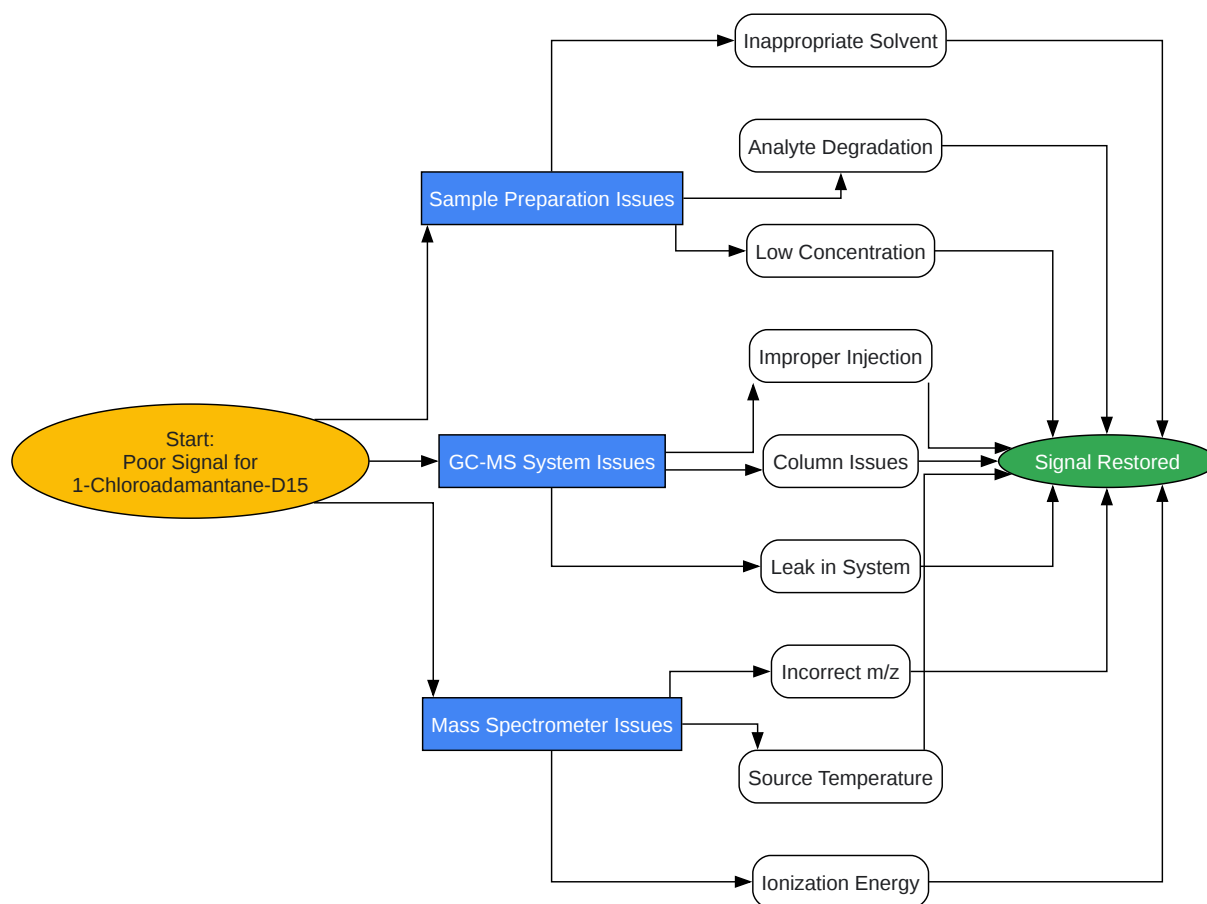 Start:
Poor Signal for
1-Chloroadamantane-D15
Sample Preparation Issues
GC-MS System Issues
Mass Spectrometer Issues
Inappropriate Solvent
Analyte Degradation
Low Concentration
Improper Injection
Column Issues
Leak in System
Incorrect m/z
Source Temperature
Ionization Energy
Signal Restored